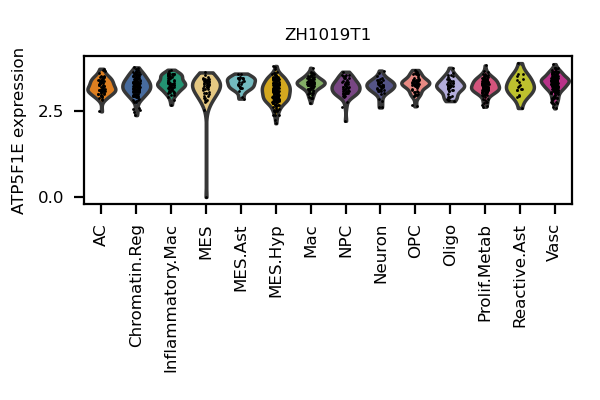 ZH1019T1
ATP5F1E expression
2.5
0.0
AC
Chromatin.Reg
Inflammatory.Mac
MES
MES.Ast
MES.Hyp
Mac
NPC
Neuron
OPC
Oligo
Prolif.Metab
Reactive.Ast
Vasc